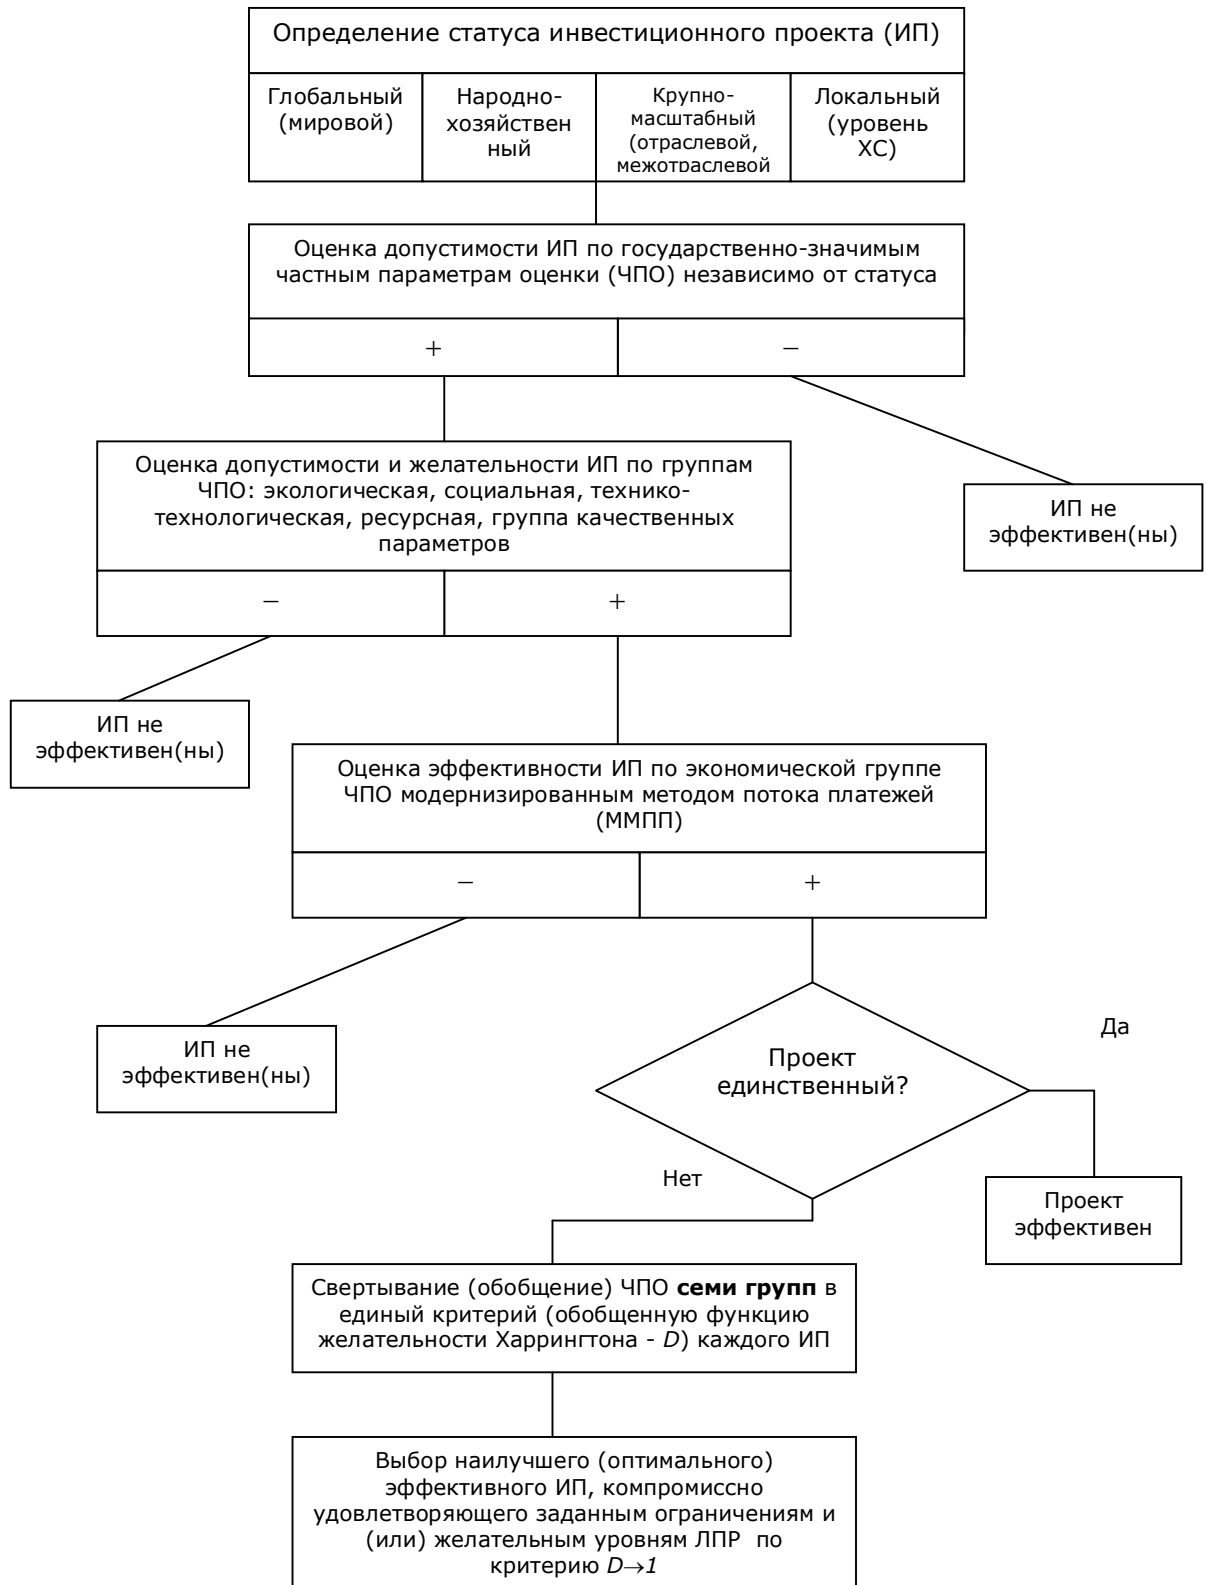 Определение статуса инвестиционного проекта (ИП)
Глобальный
(мировой)
Народно-
хозяйствен
ный
Крупно-
масштабный
(отраслевой,
межотраслевой
Локальный
(уровень
ХС)
Оценка допустимости ИП по государственно-значимым
частным параметрам оценки (ЧПО) независимо от статуса
+
–
Оценка допустимости и желательности ИП по группам
ЧПО: экологическая, социальная, технико-
технологическая, ресурсная, группа качественных
параметров
ИП не
эффективен(ны)
–
+
ИП не
эффективен(ны)
Оценка эффективности ИП по экономической группе
ЧПО модернизированным методом потока платежей
(ММПП)
–
+
ИП не
эффективен(ны)
Проект
единственный?
Да
Нет
Проект
эффективен
Свертывание (обобщение) ЧПО семи групп в
единый критерий (обобщенную функцию
желательности Харрингтона - D) каждого ИП
Выбор наилучшего (оптимального)
эффективного ИП, компромиссно
удовлетворяющего заданным ограничениям и
(или) желательным уровням ЛПР по
критерию D→1